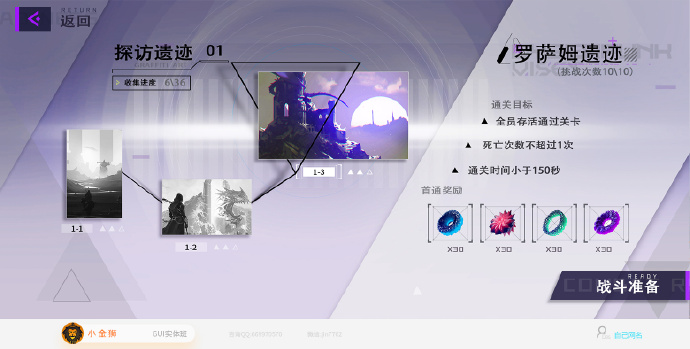 RETURN
返回
探访遗迹 01
收集进度 6\36
1-1
1-2
1-3
罗萨姆遗迹
(挑战次数10\10)
通关目标
全员存活通过关卡
死亡次数不超过1次
通关时间小于150秒
首通奖励
X30
X30
X30
X30
READY
战斗准备
小金狮
GUI实体班